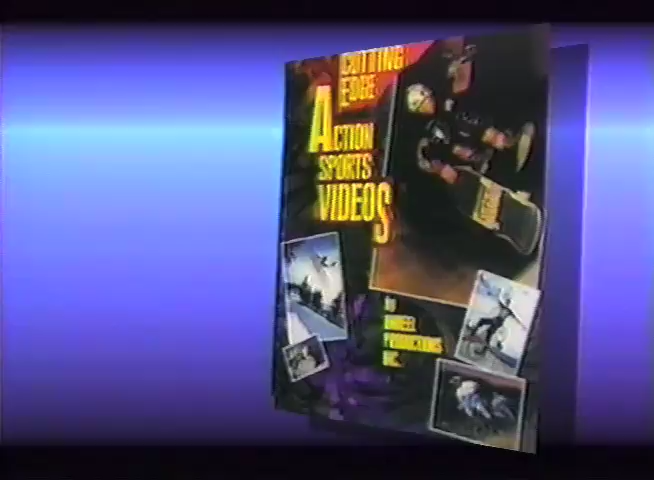 CUTTING
EDGE
ACTION
SPORTS
VIDEOS
PRODUCTIONS
INC.